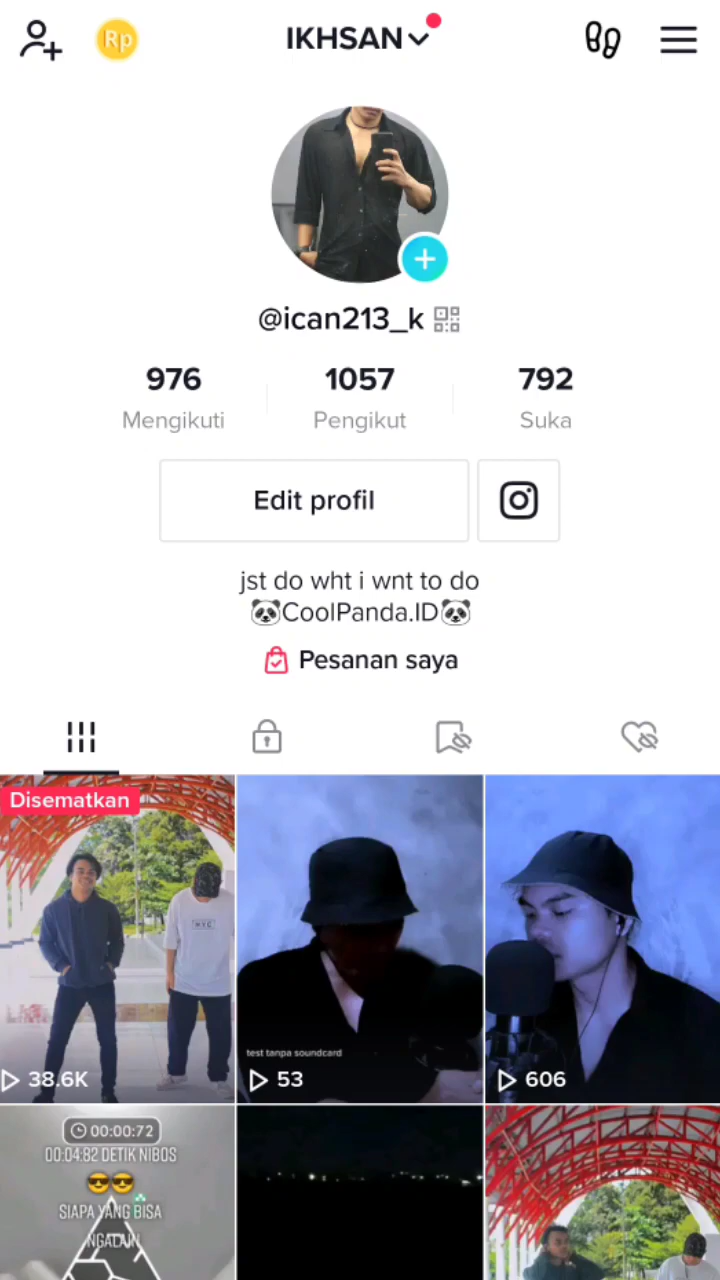 Rp
IKHSAN
@ican213_k
976
1057
792
Mengikuti
Pengikut
Suka
Edit profil
jst do wht i wnt to do
🐼CoolPanda.ID🐼
Pesanan saya
Disematkan
NYC
test tanpa soundcard
38.6K
53
606
00:00:72
00:04:82 DETIK NIBOS
😎😎
SIAPA YANG BISA
NGALAIN